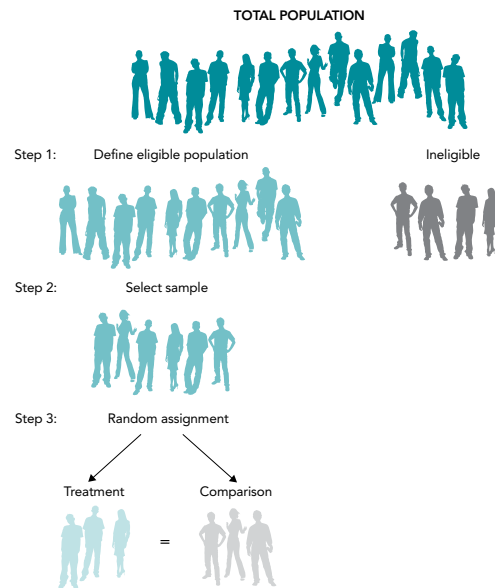 TOTAL POPULATION
Step 1: Define eligible population Ineligible
Step 2: Select sample
Step 3: Random assignment
Treatment Comparison
=